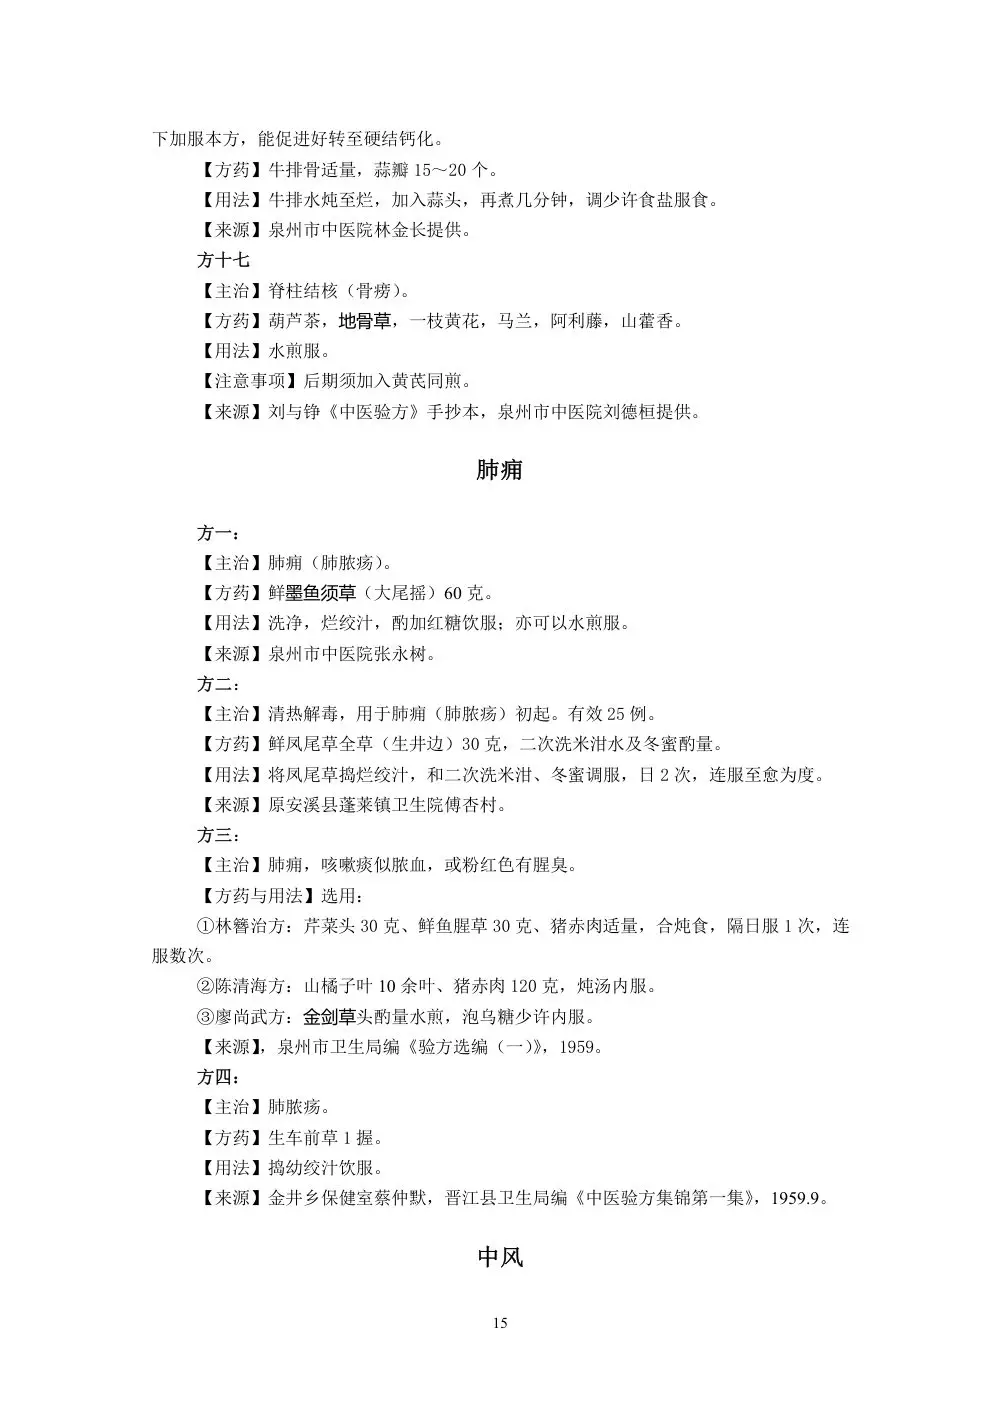 下加服本方，能促进好转至硬结钙化。
【方药】牛排骨适量，蒜瓣 15～20 个。
【用法】牛排水炖至烂，加入蒜头，再煮几分钟，调少许食盐服食。
【来源】泉州市中医院林金长提供。
方十七
【主治】脊柱结核（骨痨）。
【方药】葫芦茶，地骨草，一枝黄花，马兰，阿利藤，山藿香。
【用法】水煎服。
【注意事项】后期须加入黄芪同煎。
【来源】刘与铮《中医验方》手抄本，泉州市中医院刘德桓提供。
肺痈
方一：
【主治】肺痈（肺脓疡）。
【方药】鲜墨鱼须草（大尾摇）60 克。
【用法】洗净，烂绞汁，酌加红糖饮服；亦可以水煎服。
【来源】泉州市中医院张永树。
方二：
【主治】清热解毒，用于肺痈（肺脓疡）初起。有效 25 例。
【方药】鲜凤尾草全草（生井边）30 克，二次洗米泔水及冬蜜酌量。
【用法】将凤尾草捣烂绞汁，和二次洗米泔、冬蜜调服，日 2 次，连服至愈为度。
【来源】原安溪县蓬莱镇卫生院傅杏村。
方三：
【主治】肺痈，咳嗽痰似脓血，或粉红色有腥臭。
【方药与用法】选用：
①林簪治方：芹菜头 30 克、鲜鱼腥草 30 克、猪赤肉适量，合炖食，隔日服 1 次，连
服数次。
②陈清海方：山橘子叶 10 余叶、猪赤肉 120 克，炖汤内服。
③廖尚武方：金剑草头酌量水煎，泡乌糖少许内服。
【来源】，泉州市卫生局编《验方选编（一）》，1959。
方四：
【主治】肺脓疡。
【方药】生车前草 1 握。
【用法】捣幼绞汁饮服。
【来源】金井乡保健室蔡仲默，晋江县卫生局编《中医验方集锦第一集》，1959.9。
中风
15